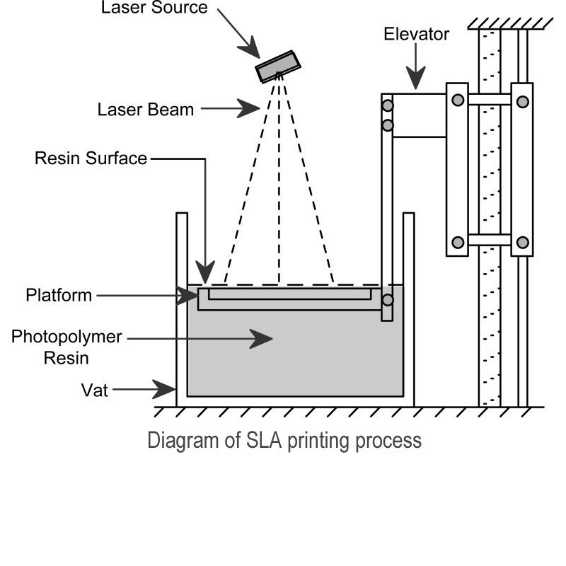 Laser Source
Elevator
Laser Beam
Resin Surface
Platform
Photopolymer
Resin
Vat
Diagram of SLA printing process